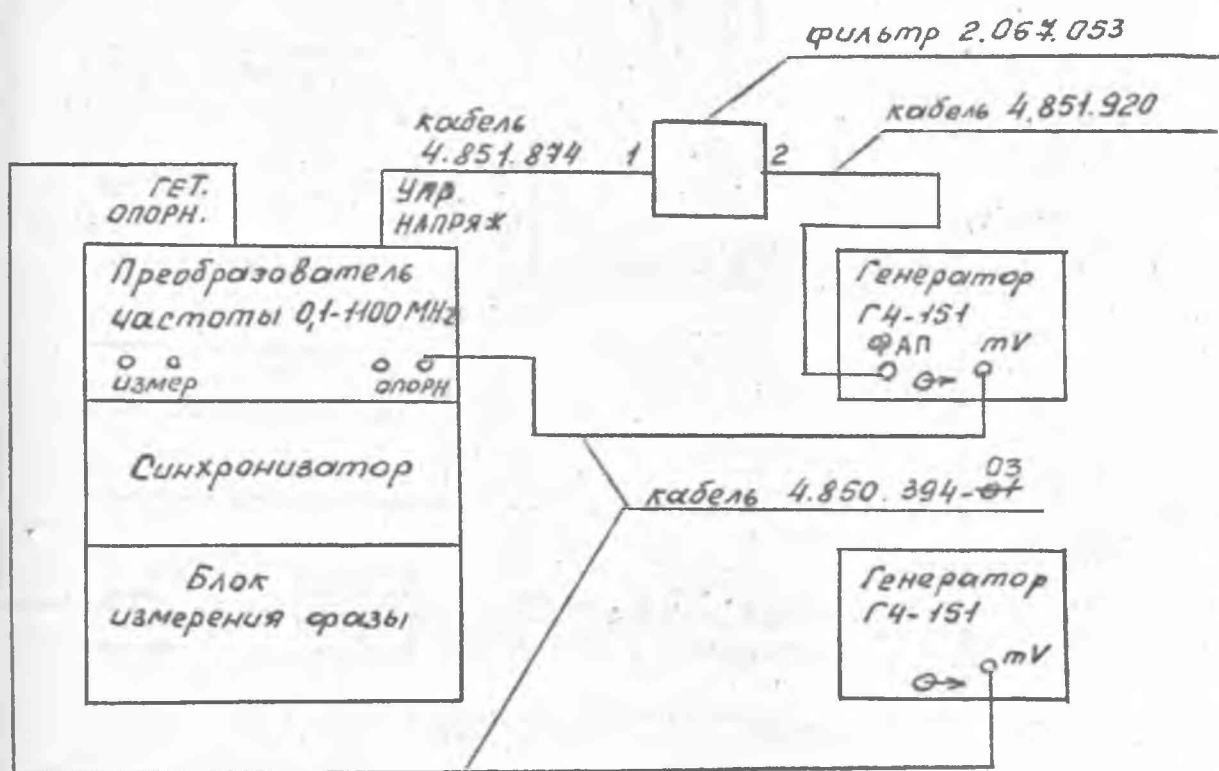 фильтр 2.067.053
кабель 4.851.920
кабель
4.851.874
1
2
ГЕТ.
ОПОРН.
УПР.
НАПРЯЖ
Преобразователь
частоты 0,1-1100 MHz
измер
опорн
Генератор
Г4-151
ФАП
mV
Синхронизатор
03
кабель 4.850.394-01
Блок
измерения фазы
Генератор
Г4-151
mV